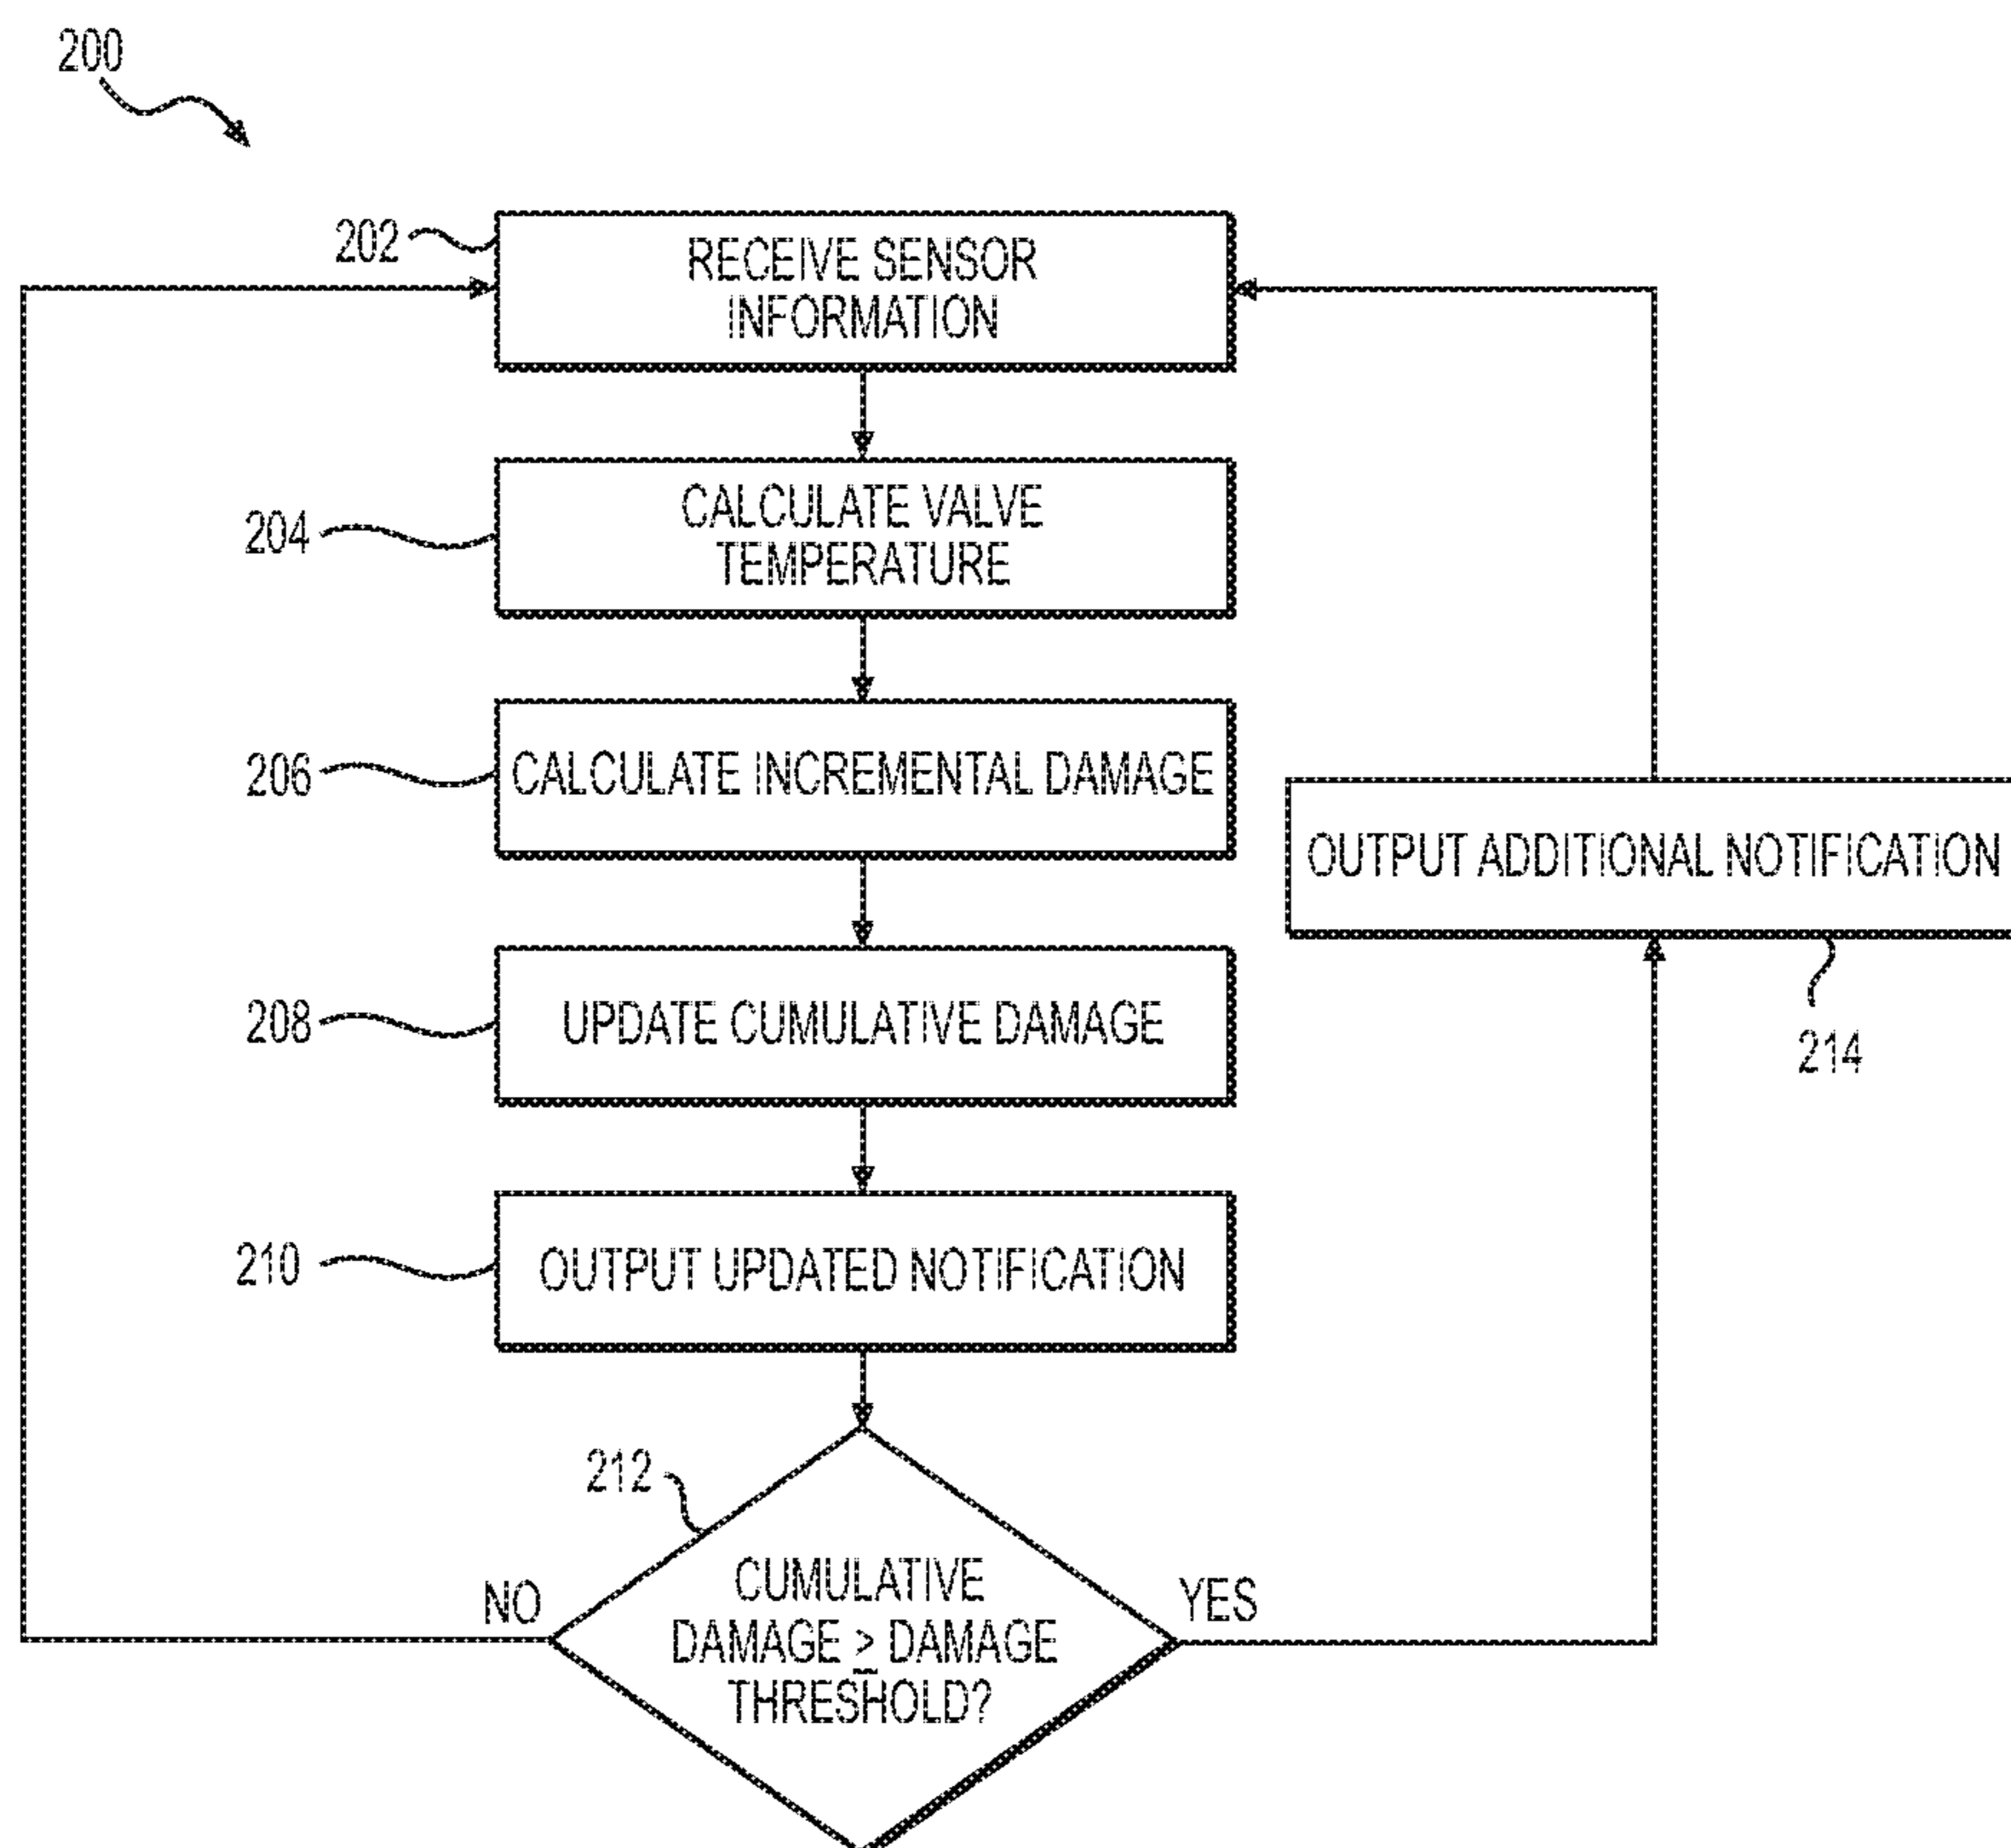 200
202
RECEIVE SENSOR
INFORMATION
204
CALCULATE VALVE
TEMPERATURE
206
CALCULATE INCREMENTAL DAMAGE
OUTPUT ADDITIONAL NOTIFICATION
214
208
UPDATE CUMULATIVE DAMAGE
210
OUTPUT UPDATED NOTIFICATION
212
NO
CUMULATIVE
DAMAGE ≥ DAMAGE
THRESHOLD?
YES